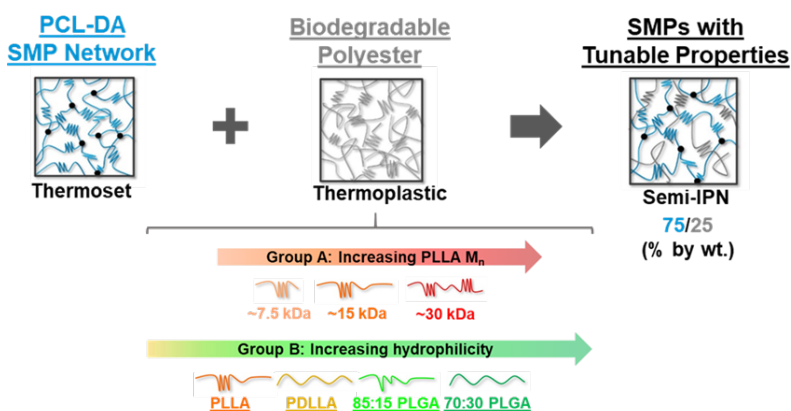 PCL-DA
SMP Network
Thermoset
Biodegradable
Polyester
Thermoplastic
SMPs with
Tunable Properties
Semi-IPN
75/25
(% by wt.)
Group A: Increasing PLLA Mn
~7.5 kDa ~15 kDa ~30 kDa
Group B: Increasing hydrophilicity
PLLA PDLLA 85:15 PLGA 70:30 PLGA